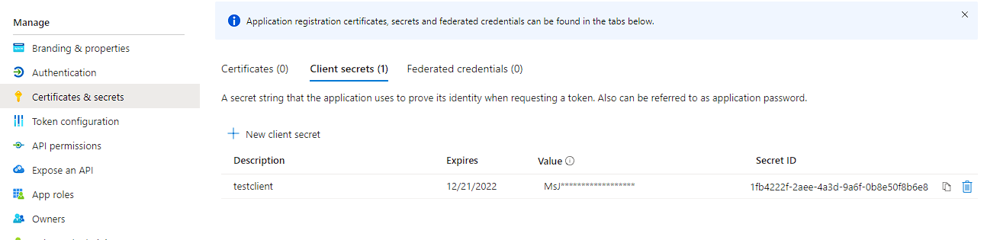 Manage
Branding & properties
Authentication
Certificates & secrets
Token configuration
API permissions
Expose an API
App roles
Owners
Application registration certificates, secrets and federated credentials can be found in the tabs below.
Certificates (0) Client secrets (1) Federated credentials (0)
A secret string that the application uses to prove its identity when requesting a token. Also can be referred to as application password.
New client secret
Description Expires Value Secret ID
testclient 12/21/2022 MsJ****************** 1fb4222f-2aee-4a3d-9a6f-0b8e50f8b6e8